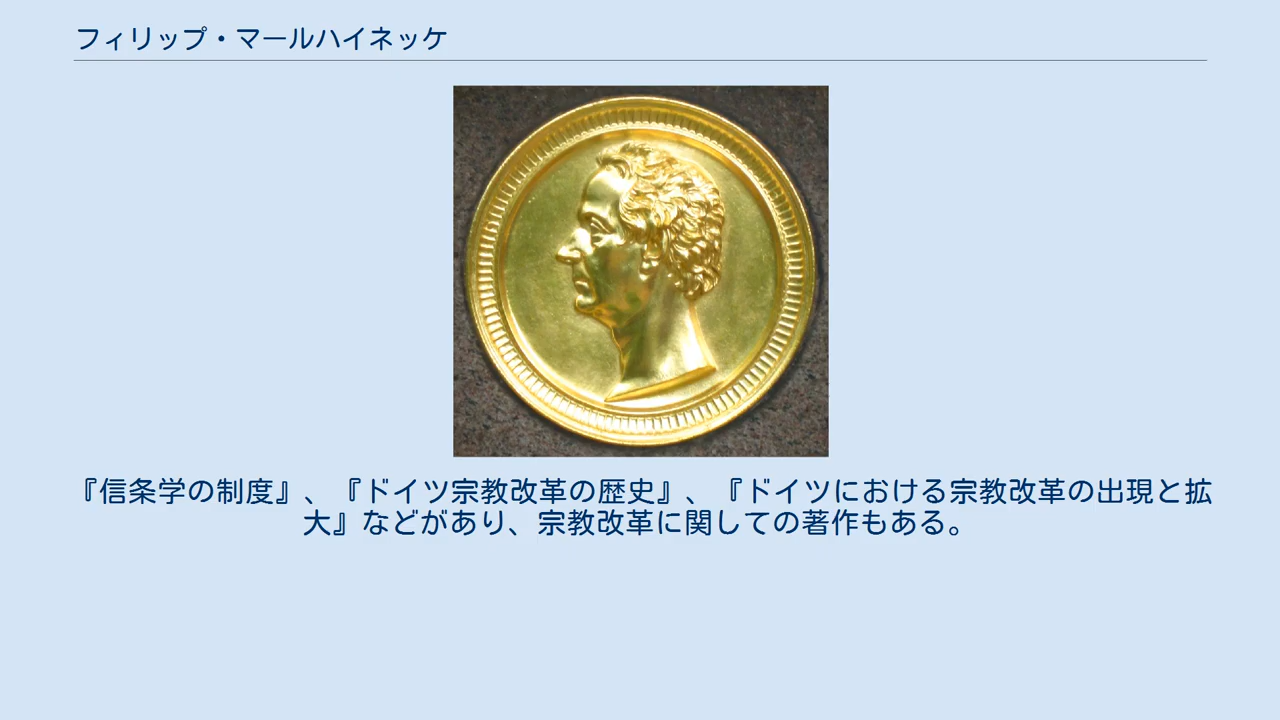 フィリップ・マールハイネッケ
『信条学の制度』、『ドイツ宗教改革の歴史』、『ドイツにおける宗教改革の出現と拡
大』などがあり、宗教改革に関しての著作もある。